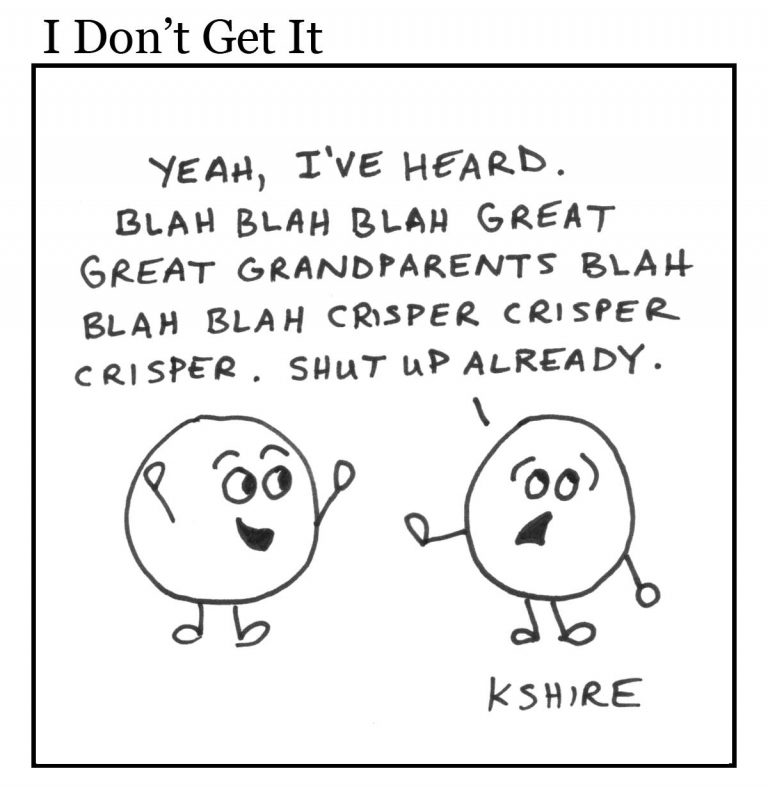 I Don’t Get It
YEAH, I'VE HEARD.
BLAH BLAH BLAH GREAT
GREAT GRANDPARENTS BLAH
BLAH BLAH CRISPER CRISPER
CRISPER. SHUT UP ALREADY.
KSHIRE